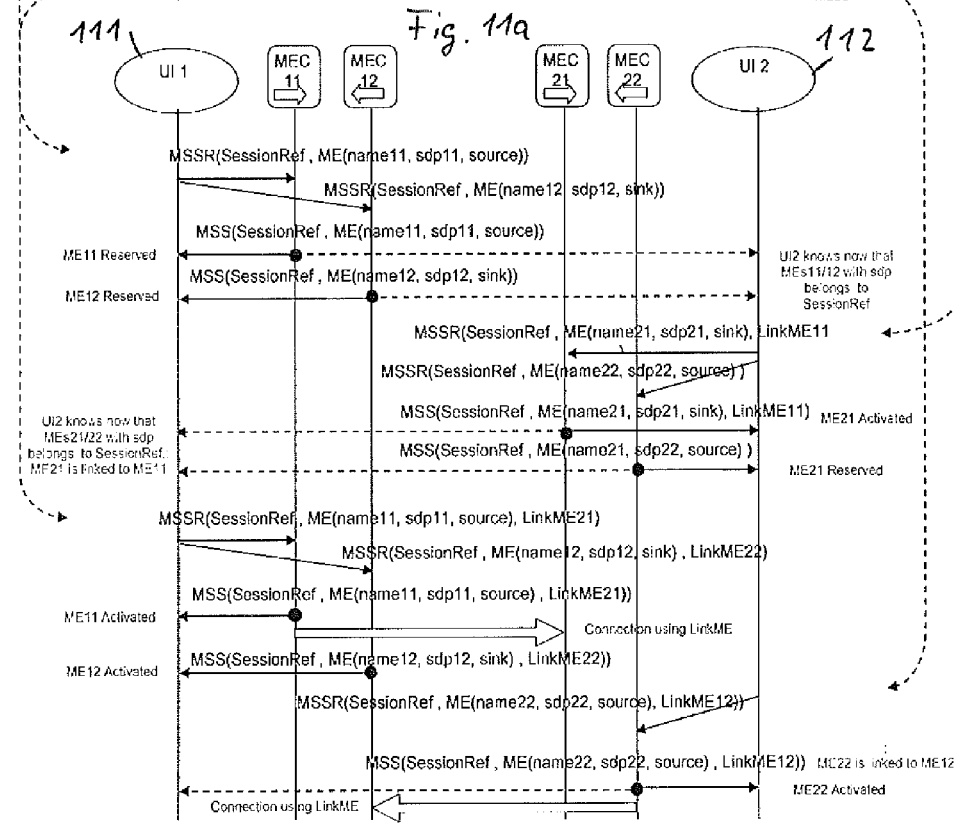 Fig. 11a
111
112
UI 1
MEC
11
MEC
12
MEC
21
MEC
22
UI 2
MSSR(SessionRef , ME(name11, sdp11, source))
MSSR(SessionRef , ME(name12, sdp12, sink))
MSS(SessionRef , ME(name11, sdp11, source))
ME11 Reserved
MSS(SessionRef , ME(name12, sdp12, sink))
ME12 Reserved
UI2 knows now that
MEs11/12 with sdp
belongs to
SessionRef
MSSR(SessionRef , ME(name21, sdp21, sink), LinkME11
MSSR(SessionRef , ME(name22, sdp22, source) )
MSS(SessionRef , ME(name21, sdp21, sink), LinkME11)
ME21 Activated
UI2 knows now that
MEs21/22 with sdp
belongs to SessionRef.
ME21 is linked to ME11
MSS(SessionRef , ME(name21, sdp22, source) )
ME21 Reserved
MSSR(SessionRef , ME(name11, sdp11, source), LinkME21)
MSSR(SessionRef , ME(name12, sdp12, sink) , LinkME22)
MSS(SessionRef , ME(name11, sdp11, source) , LinkME21))
ME11 Activated
Connection using LinkME
MSS(SessionRef , ME(name12, sdp12, sink) , LinkME22))
ME12 Activated
MSSR(SessionRef , ME(name22, sdp22, source), LinkME12))
MSS(SessionRef , ME(name22, sdp22, source) , LinkME12))
ME22 is linked to ME12
ME22 Activated
Connection using LinkME